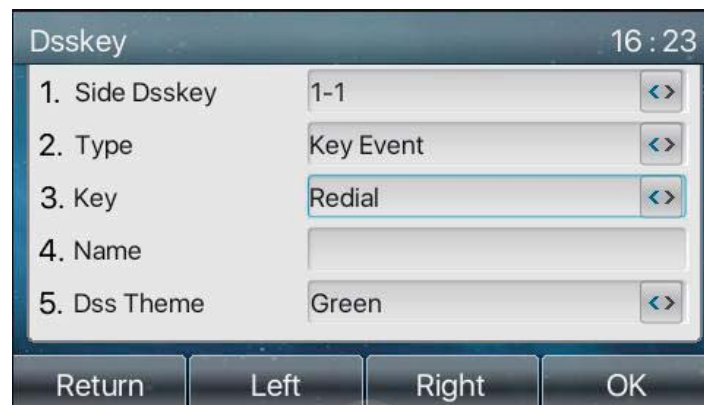 Dsskey 16 : 23
1. Side Dsskey 1-1 <>
2. Type Key Event <>
3. Key Redial <>
4. Name
5. Dss Theme Green <>
Return Left Right OK